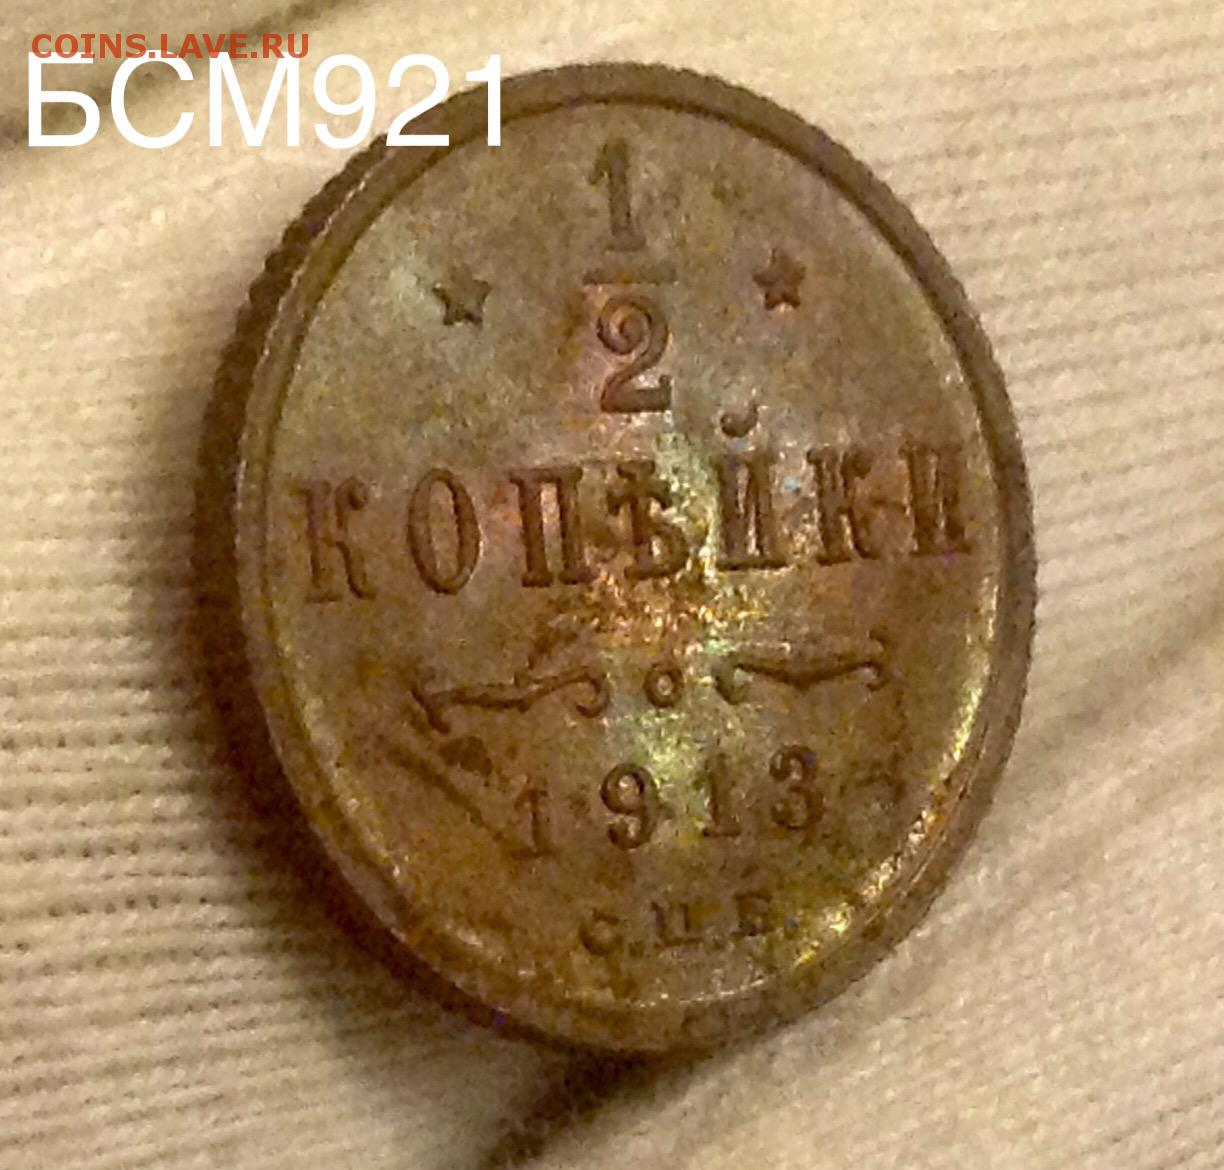 COINS.LAVE.RU
БСМ921
1
2
КОПѢЙКИ
1913
С.П.Б.